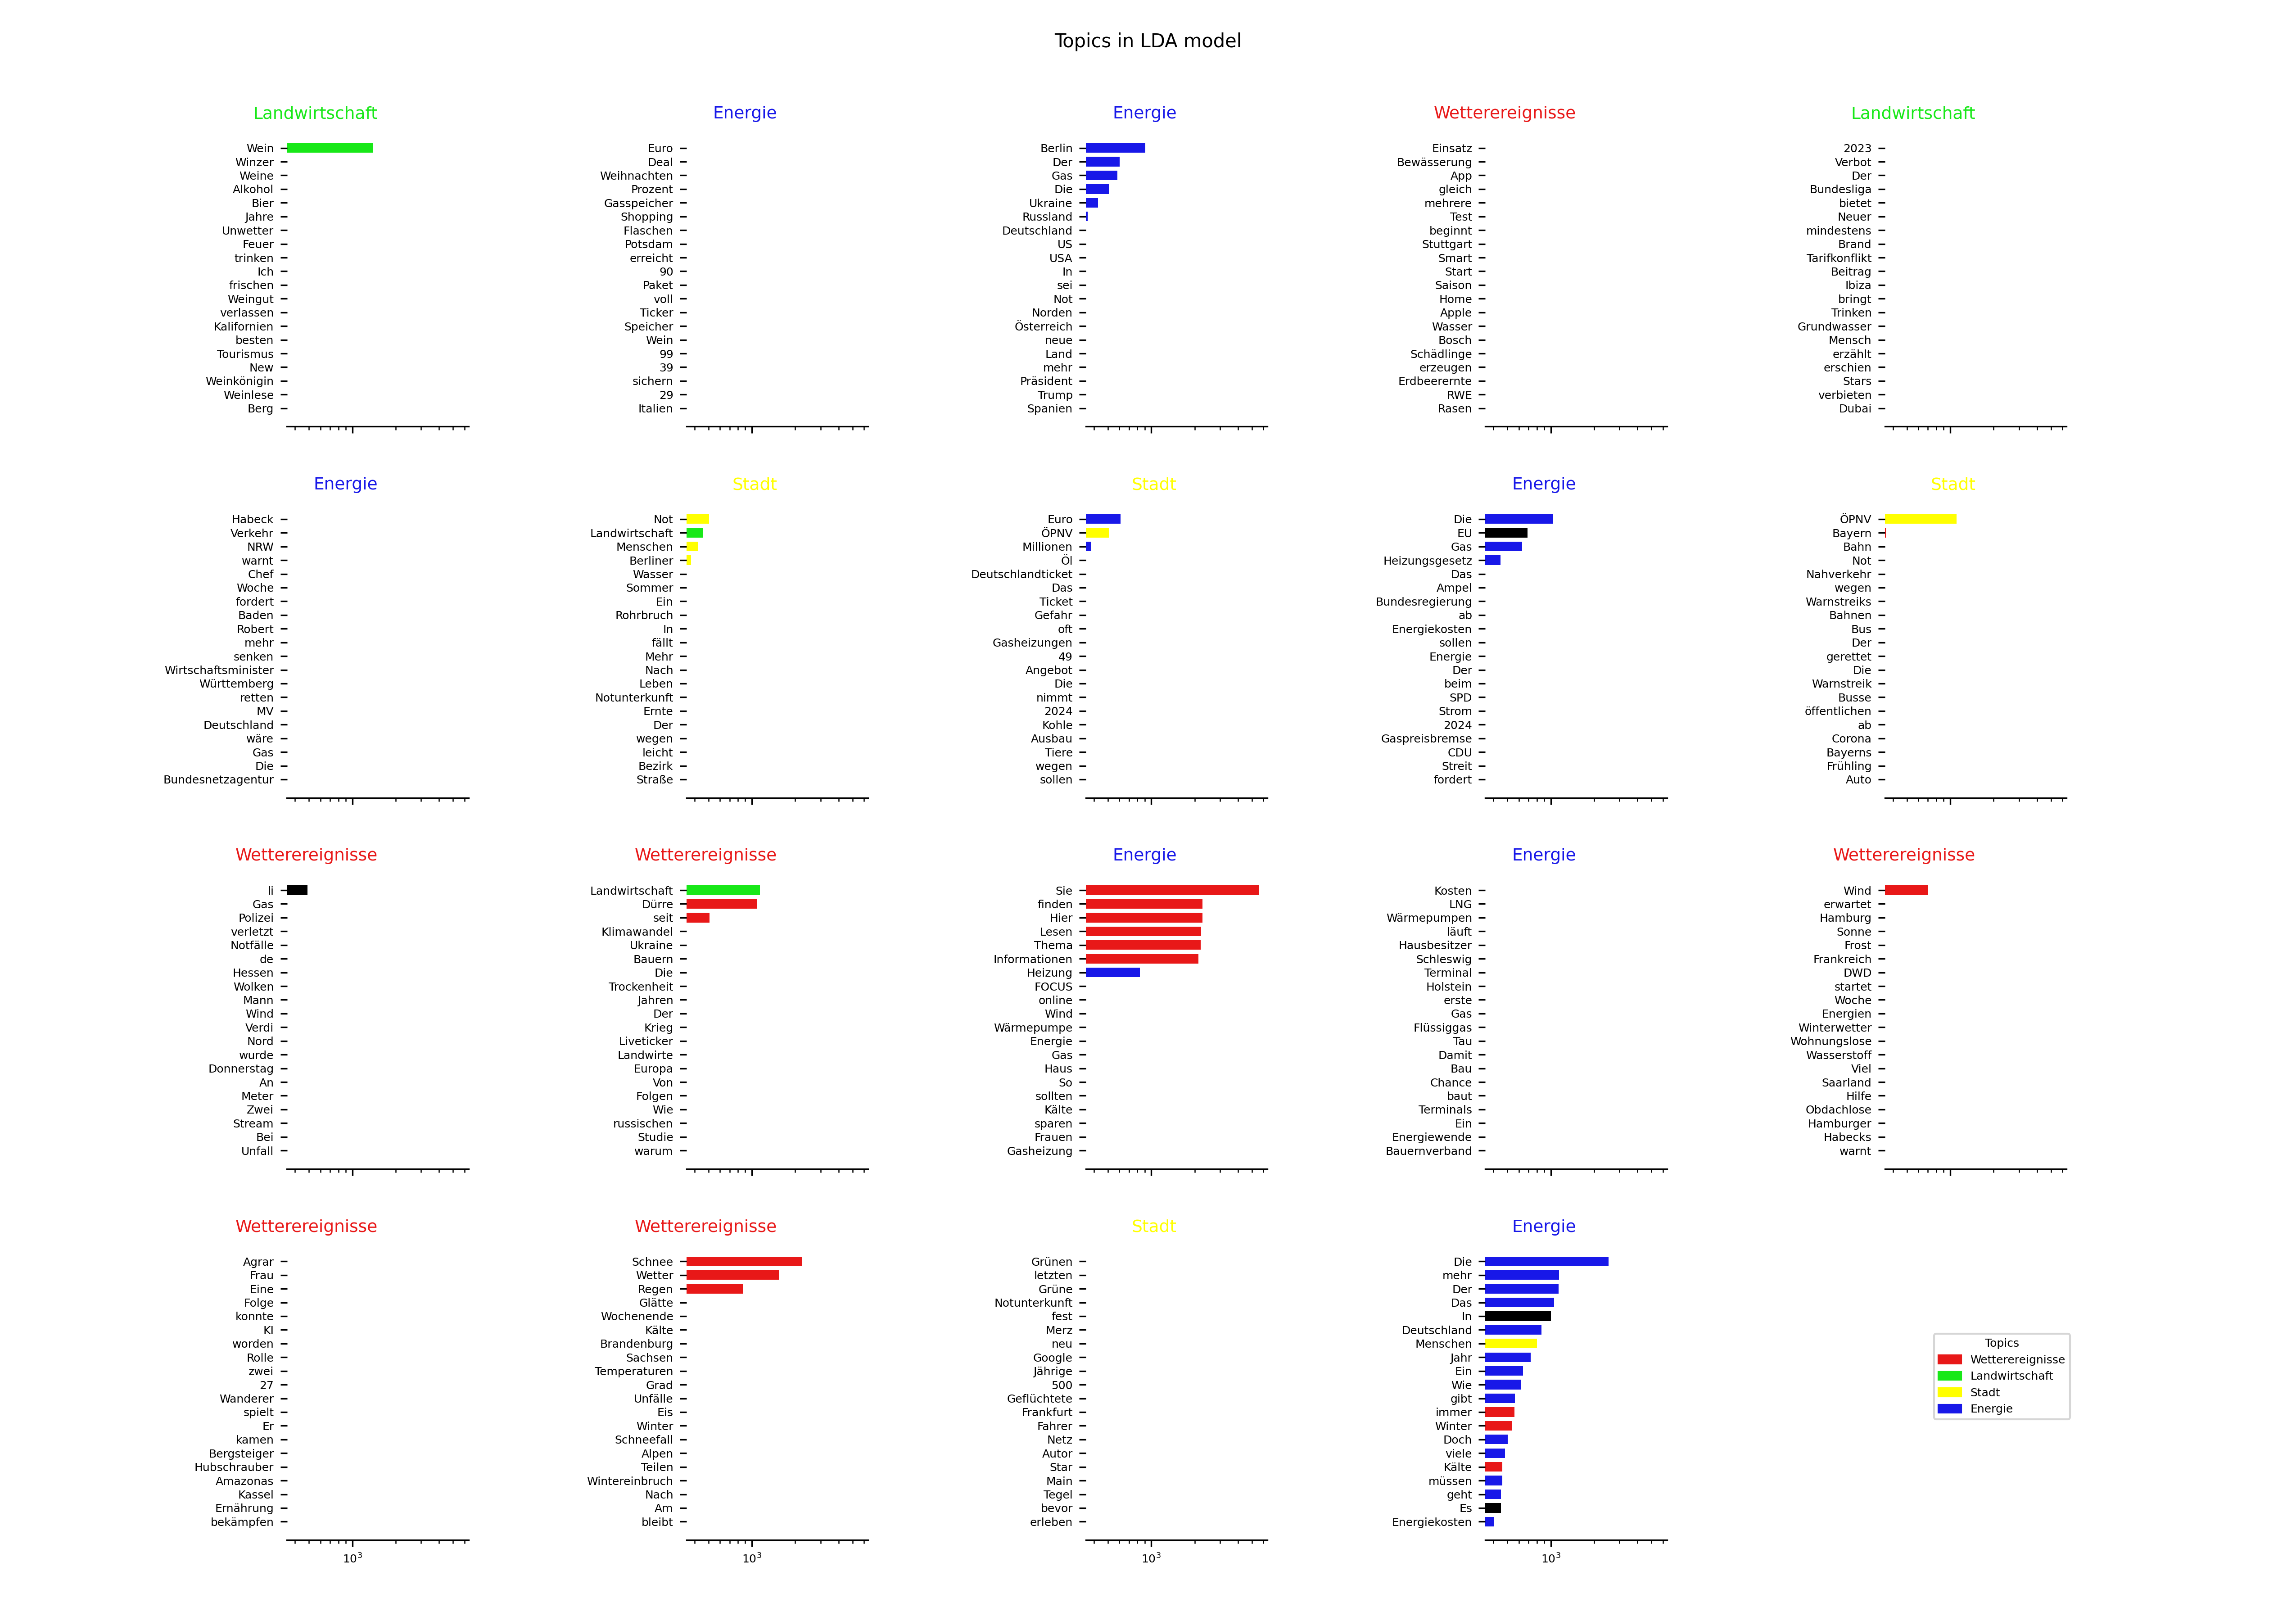 Topics in LDA model
Landwirtschaft
Wein
Winzer
Weine
Alkohol
Bier
Jahre
Unwetter
Feuer
trinken
Ich
frischen
Weingut
verlassen
Kalifornien
besten
Tourismus
New
Weinkönigin
Weinlese
Berg
Energie
Euro
Deal
Weihnachten
Prozent
Gasspeicher
Shopping
Flaschen
Potsdam
erreicht
90
Paket
voll
Ticker
Speicher
Wein
99
39
sichern
29
Italien
Energie
Berlin
Der
Gas
Die
Ukraine
Russland
Deutschland
US
USA
In
sei
Not
Norden
Österreich
neue
Land
mehr
Präsident
Trump
Spanien
Wetterereignisse
Einsatz
Bewässerung
App
gleich
mehrere
Test
beginnt
Stuttgart
Smart
Start
Saison
Home
Apple
Wasser
Bosch
Schädlinge
erzeugen
Erdbeerernte
RWE
Rasen
Landwirtschaft
2023
Verbot
Der
Bundesliga
bietet
Neuer
mindestens
Brand
Tarifkonflikt
Beitrag
Ibiza
bringt
Trinken
Grundwasser
Mensch
erzählt
erschien
Stars
verbieten
Dubai
Energie
Habeck
Verkehr
NRW
warnt
Chef
Woche
fordert
Baden
Robert
mehr
senken
Wirtschaftsminister
Württemberg
retten
MV
Deutschland
wäre
Gas
Die
Bundesnetzagentur
Stadt
Not
Landwirtschaft
Menschen
Berliner
Wasser
Sommer
Ein
Rohrbruch
In
fällt
Mehr
Nach
Leben
Notunterkunft
Ernte
Der
wegen
leicht
Bezirk
Straße
Stadt
Euro
ÖPNV
Millionen
Öl
Deutschlandticket
Das
Ticket
Gefahr
oft
Gasheizungen
49
Angebot
Die
nimmt
2024
Kohle
Ausbau
Tiere
wegen
sollen
Energie
Die
EU
Gas
Heizungsgesetz
Das
Ampel
Bundesregierung
ab
Energiekosten
sollen
Energie
Der
beim
SPD
Strom
2024
Gaspreisbremse
CDU
Streit
fordert
Stadt
ÖPNV
Bayern
Bahn
Not
Nahverkehr
wegen
Warnstreiks
Bahnen
Bus
Der
gerettet
Die
Warnstreik
Busse
öffentlichen
ab
Corona
Bayerns
Frühling
Auto
Wetterereignisse
li
Gas
Polizei
verletzt
Notfälle
de
Hessen
Wolken
Mann
Wind
Verdi
Nord
wurde
Donnerstag
An
Meter
Zwei
Stream
Bei
Unfall
Wetterereignisse
Landwirtschaft
Dürre
seit
Klimawandel
Ukraine
Bauern
Die
Trockenheit
Jahren
Der
Krieg
Liveticker
Landwirte
Europa
Von
Folgen
Wie
russischen
Studie
warum
Energie
Sie
finden
Hier
Lesen
Thema
Informationen
Heizung
FOCUS
online
Wind
Wärmepumpe
Energie
Gas
Haus
So
sollten
Kälte
sparen
Frauen
Gasheizung
Energie
Kosten
LNG
Wärmepumpen
läuft
Hausbesitzer
Schleswig
Terminal
Holstein
erste
Gas
Flüssiggas
Tau
Damit
Bau
Chance
baut
Terminals
Ein
Energiewende
Bauernverband
Wetterereignisse
Wind
erwartet
Hamburg
Sonne
Frost
Frankreich
DWD
startet
Woche
Energien
Winterwetter
Wohnungslose
Wasserstoff
Viel
Saarland
Hilfe
Obdachlose
Hamburger
Habecks
warnt
Wetterereignisse
Agrar
Frau
Eine
Folge
konnte
KI
worden
Rolle
zwei
27
Wanderer
spielt
Er
kamen
Bergsteiger
Hubschrauber
Amazonas
Kassel
Ernährung
bekämpfen
10³
Wetterereignisse
Schnee
Wetter
Regen
Glätte
Wochenende
Kälte
Brandenburg
Sachsen
Temperaturen
Grad
Unfälle
Eis
Winter
Schneefall
Alpen
Teilen
Wintereinbruch
Nach
Am
bleibt
10³
Stadt
Grünen
letzten
Grüne
Notunterkunft
fest
Merz
neu
Google
Jährige
500
Geflüchtete
Frankfurt
Fahrer
Netz
Autor
Star
Main
Tegel
bevor
erleben
10³
Energie
Die
mehr
Der
Das
In
Deutschland
Menschen
Jahr
Ein
Wie
gibt
immer
Winter
Doch
viele
Kälte
müssen
geht
Es
Energiekosten
10³
Topics
Wetterereignisse
Landwirtschaft
Stadt
Energie